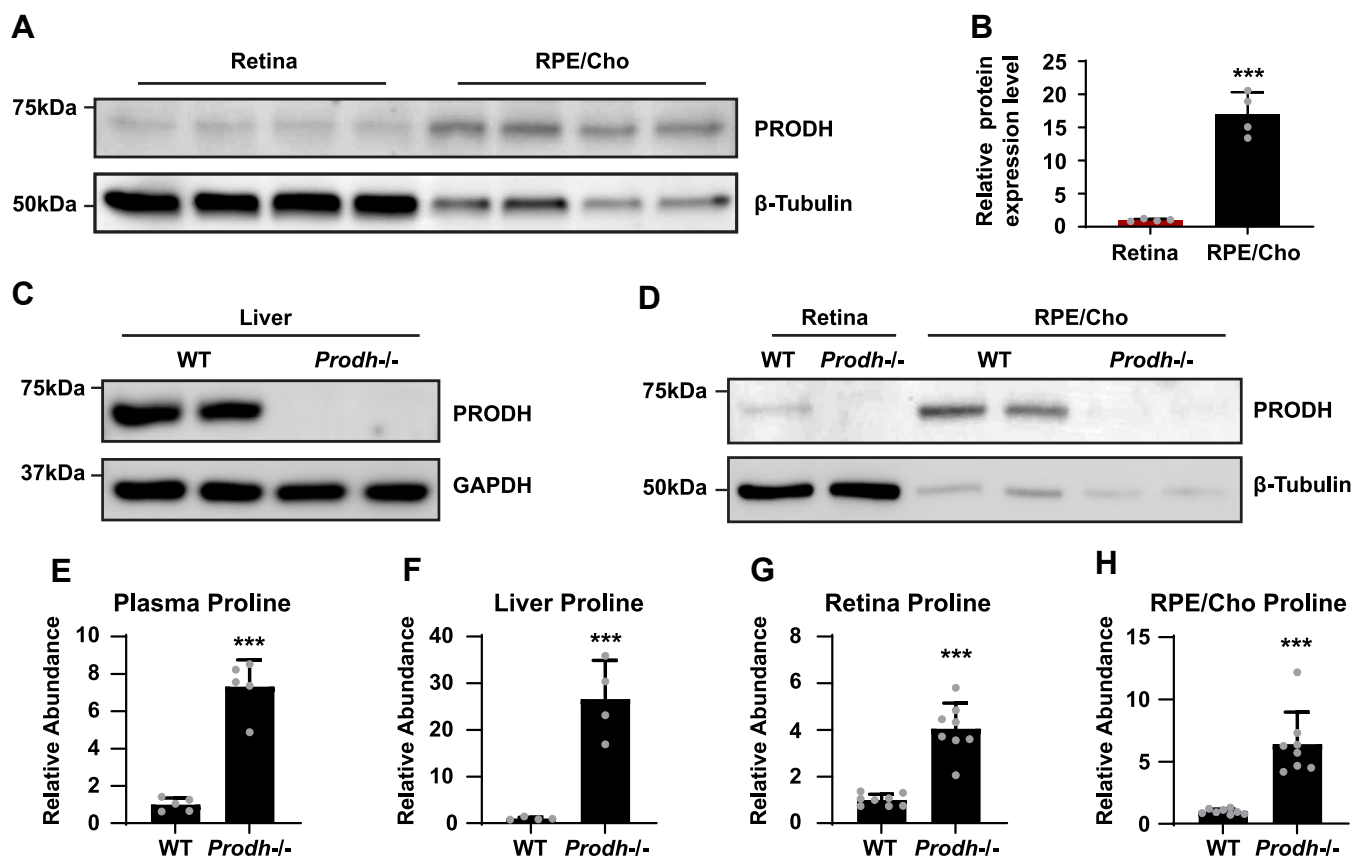 A
Retina RPE/Cho
75kDa
PRODH
50kDa
β-Tubulin
B
Relative protein
expression level
25
20
15
10
5
0
***
Retina RPE/Cho
C
Liver
WT Prodh-/-
75kDa
PRODH
37kDa
GAPDH
D
Retina RPE/Cho
WT Prodh-/- WT Prodh-/-
75kDa
PRODH
50kDa
β-Tubulin
E
Plasma Proline
Relative Abundance
10
8
6
4
2
0
***
WT Prodh-/-
F
Liver Proline
Relative Abundance
40
30
20
10
0
***
WT Prodh-/-
G
Retina Proline
Relative Abundance
8
6
4
2
0
***
WT Prodh-/-
H
RPE/Cho Proline
Relative Abundance
15
10
5
0
***
WT Prodh-/-